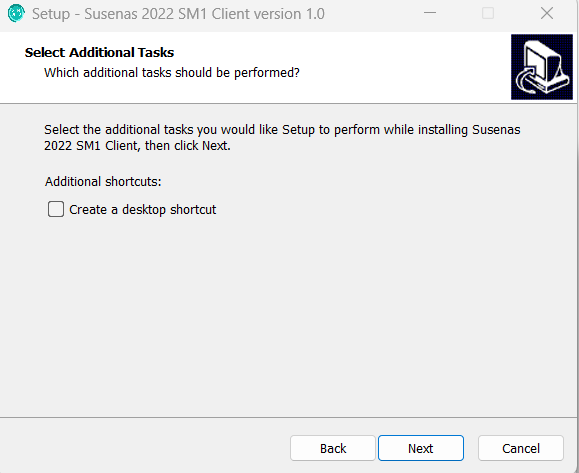 Setup - Susenas 2022 SM1 Client version 1.0
Select Additional Tasks
Which additional tasks should be performed?
Select the additional tasks you would like Setup to perform while installing Susenas
2022 SM1 Client, then click Next.
Additional shortcuts:
Create a desktop shortcut
Back
Next
Cancel